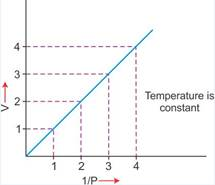 4
3
2
1
V→
Temperature is
constant
1 2 3 4
1/P→